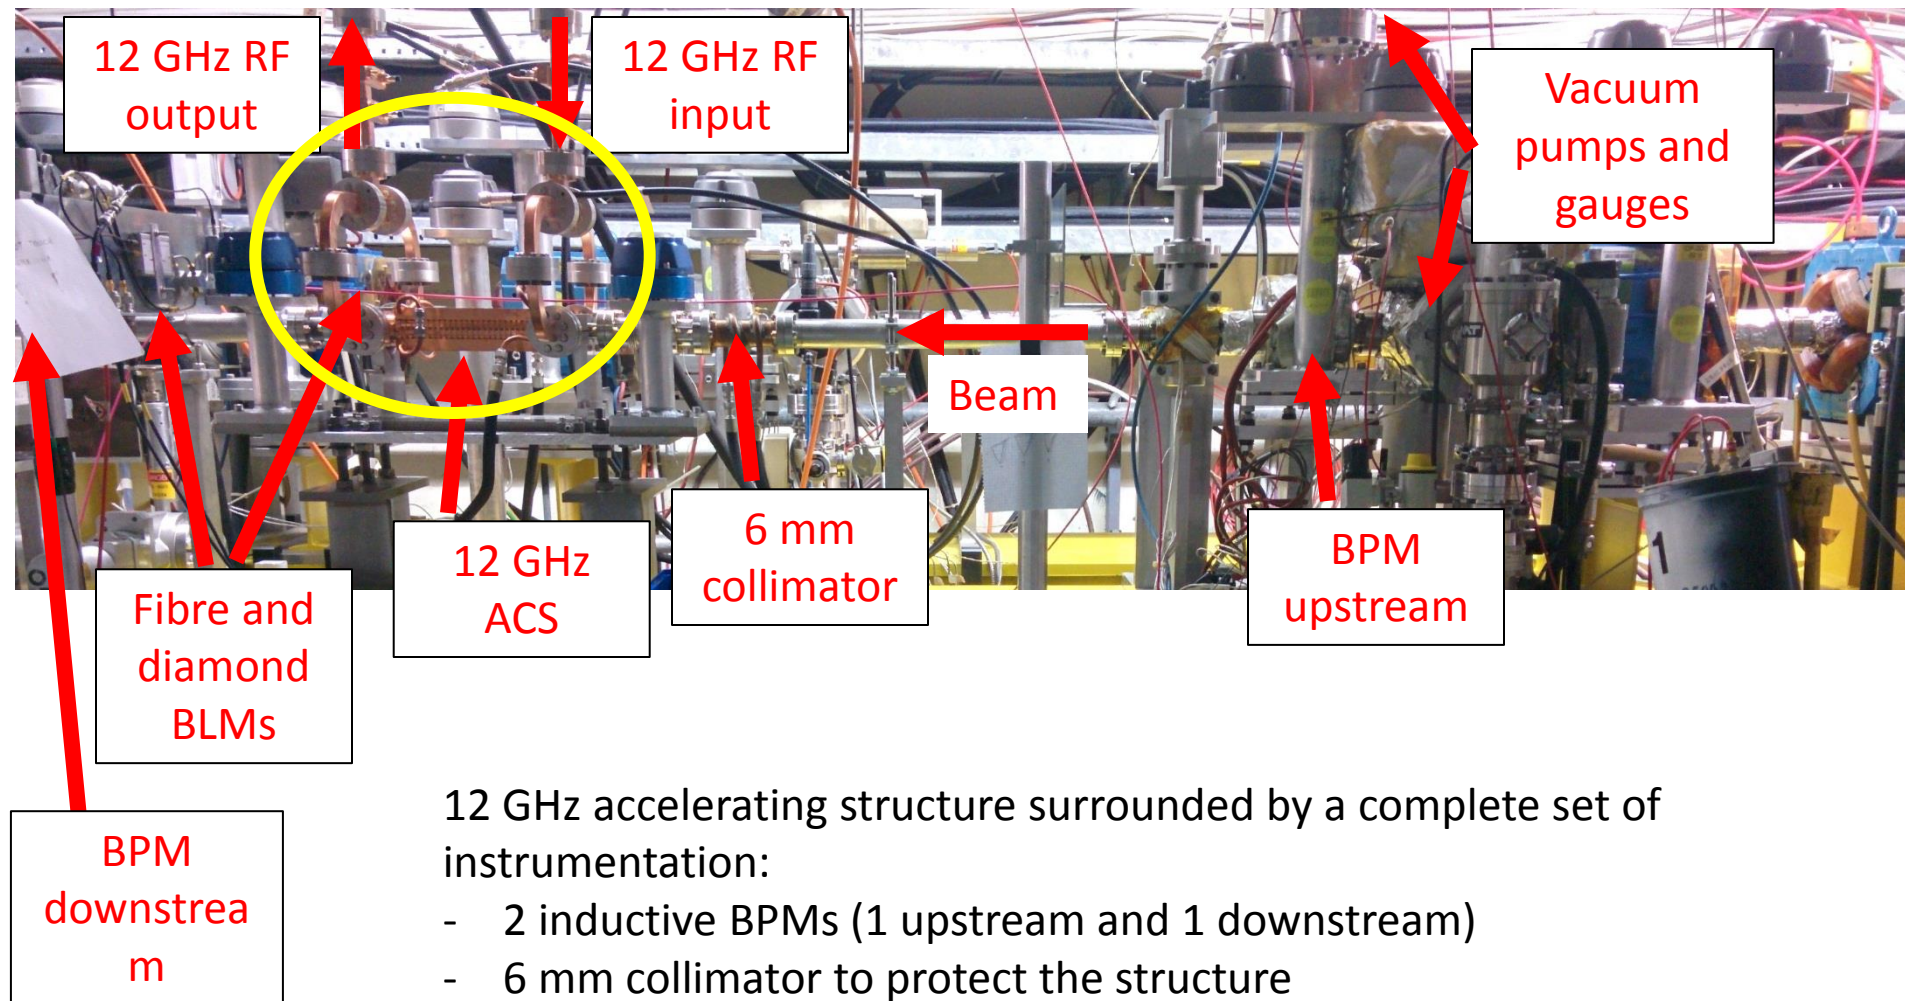 12 GHz RF
output
12 GHz RF
input
Vacuum
pumps and
gauges
Beam
12 GHz
ACS
6 mm
collimator
BPM
upstream
Fibre and
diamond
BLMs
BPM
downstrea
m
1
12 GHz accelerating structure surrounded by a complete set of
instrumentation:
- 2 inductive BPMs (1 upstream and 1 downstream)
- 6 mm collimator to protect the structure